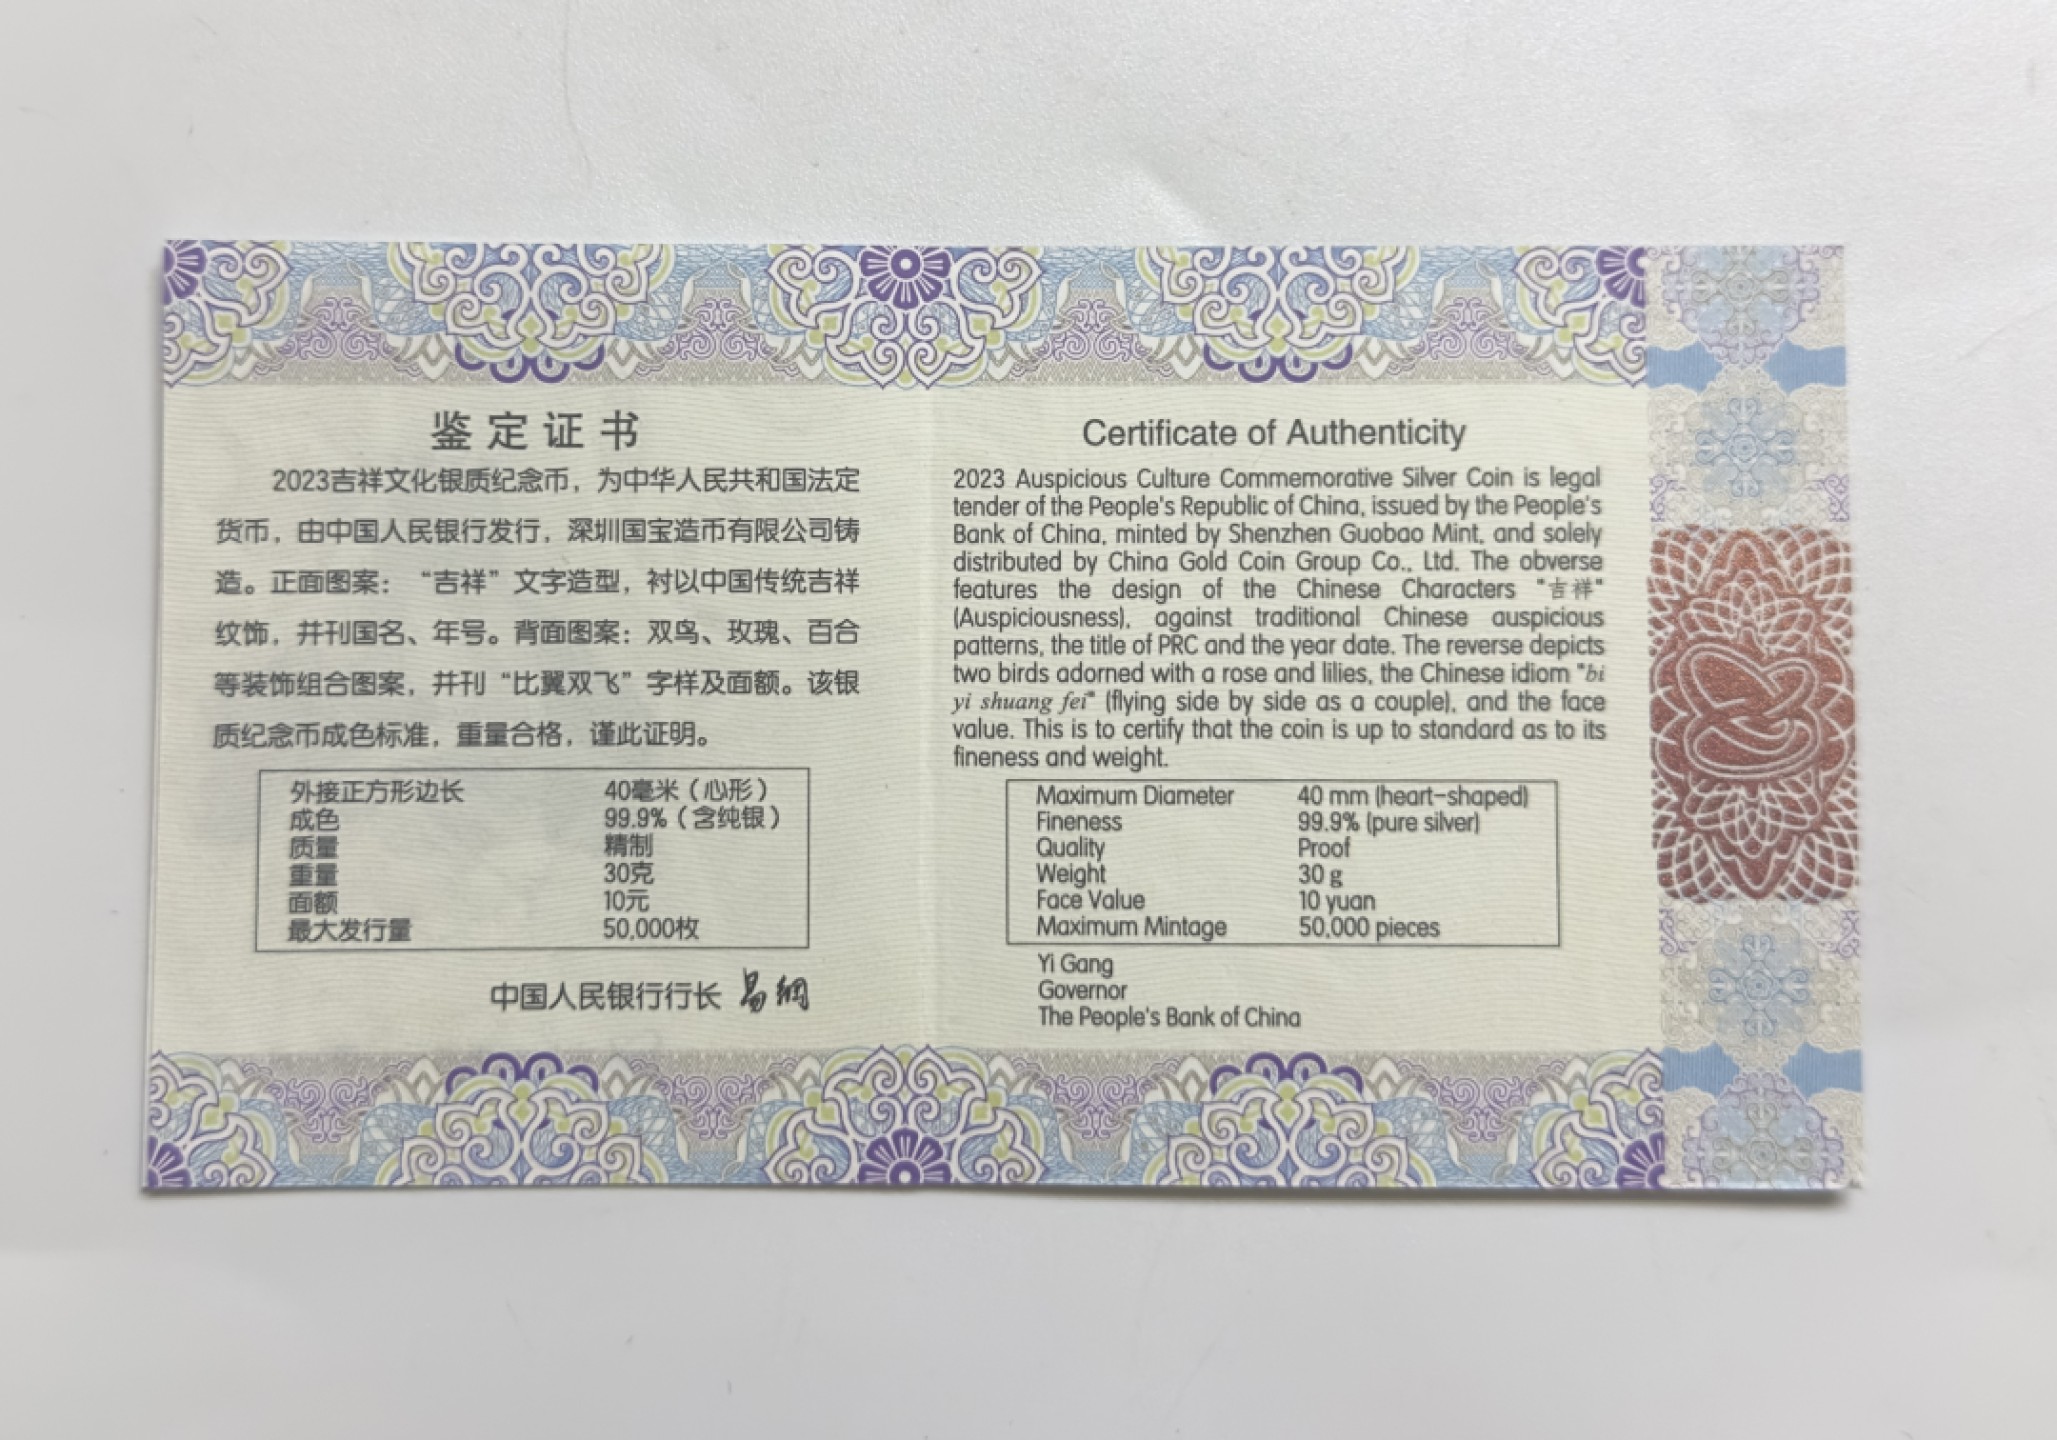 鉴定证书
2023吉祥文化银质纪念币，为中华人民共和国法定
货币，由中国人民银行发行，深圳国宝造币有限公司铸
造。正面图案：“吉祥”文字造型，衬以中国传统吉祥
纹饰，并刊国名、年号。背面图案：双鸟、玫瑰、百合
等装饰组合图案，并刊“比翼双飞”字样及面额。该银
质纪念币成色标准，重量合格，谨此证明。
外接正方形边长 40毫米（心形）
成色 99.9%（含纯银）
质量 精制
重量 30克
面额 10元
最大发行量 50,000枚
中国人民银行行长 易纲
Certificate of Authenticity
2023 Auspicious Culture Commemorative Silver Coin is legal
tender of the People's Republic of China, issued by the People's
Bank of China, minted by Shenzhen Guobao Mint, and solely
distributed by China Gold Coin Group Co., Ltd. The obverse
features the design of the Chinese Characters "吉祥"
(Auspiciousness), against traditional Chinese auspicious
patterns, the title of PRC and the year date. The reverse depicts
two birds adorned with a rose and lilies, the Chinese idiom "bi
yi shuang fei" (flying side by side as a couple), and the face
value. This is to certify that the coin is up to standard as to its
fineness and weight.
Maximum Diameter 40 mm (heart-shaped)
Fineness 99.9% (pure silver)
Quality Proof
Weight 30 g
Face Value 10 yuan
Maximum Mintage 50,000 pieces
Yi Gang
Governor
The People's Bank of China